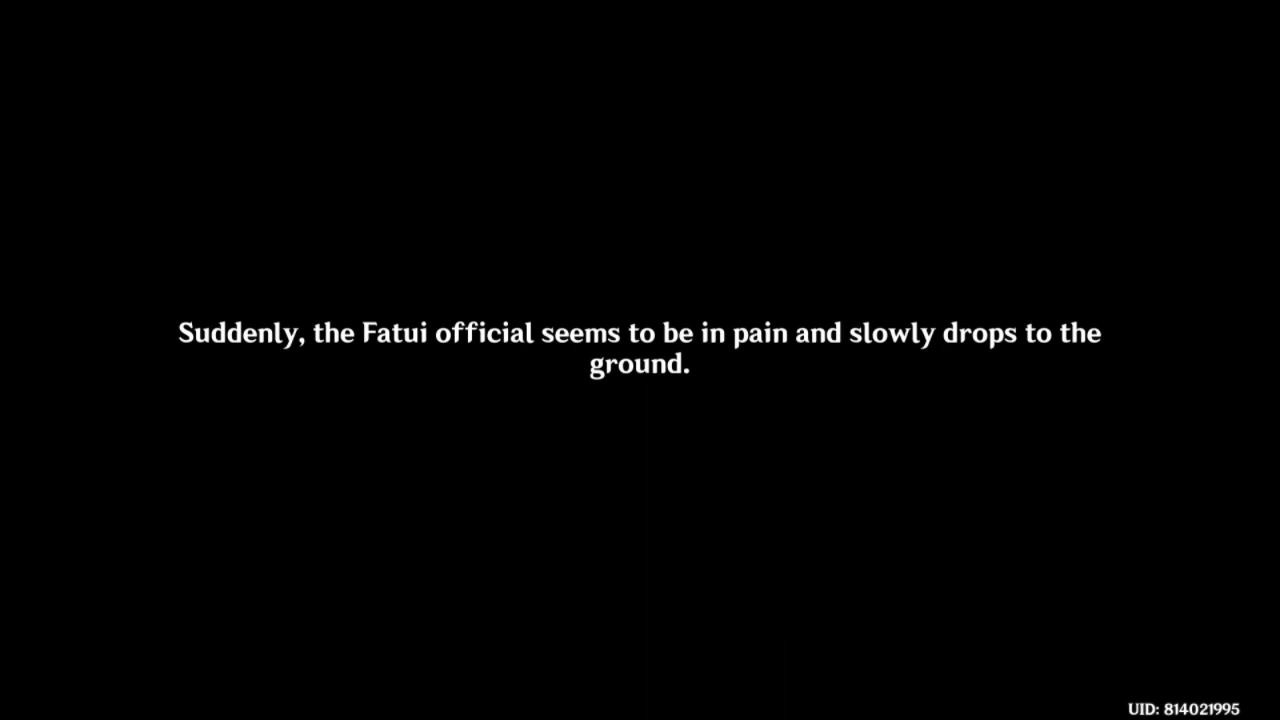 Suddenly, the Fatui official seems to be in pain and slowly drops to the
ground.
UID: 814021995